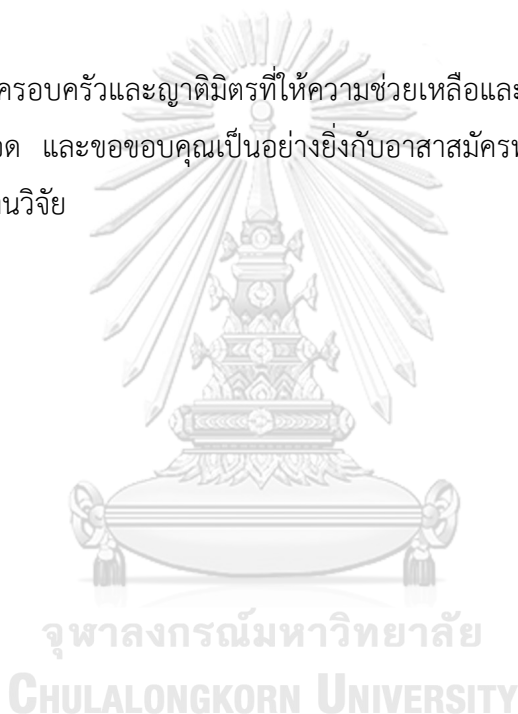 ครอบครัวและญาติมิตรที่ให้ความช่วยเหลือและ
และขอขอบคุณเป็นอย่างยิ่งกับอาสาสมัคร
านวิจัย
จุฬาลงกรณ์มหาวิทยาลัย
CHULALONGKORN UNIVERSITY